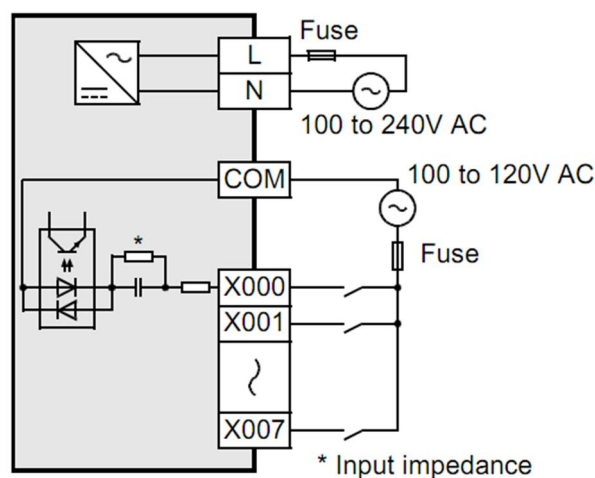 Fuse
L
N
100 to 240V AC
COM
100 to 120V AC
*
Fuse
X000
X001
X007
* Input impedance